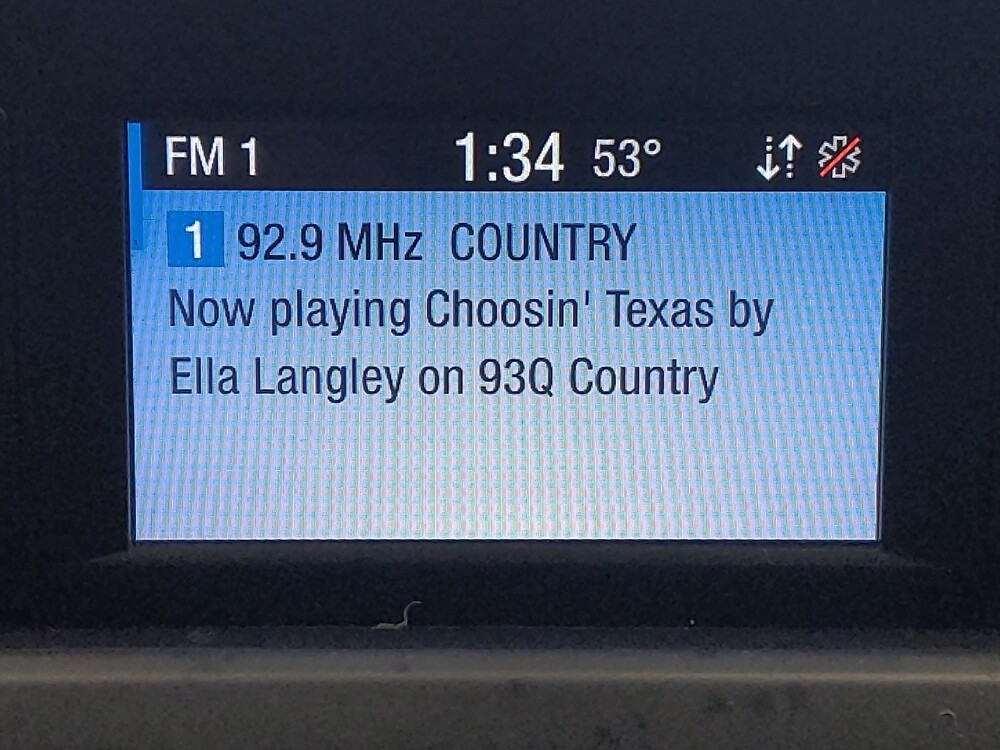 FM 1 1:34 53°
1 92.9 MHz COUNTRY
Now playing Choosin' Texas by
Ella Langley on 93Q Country